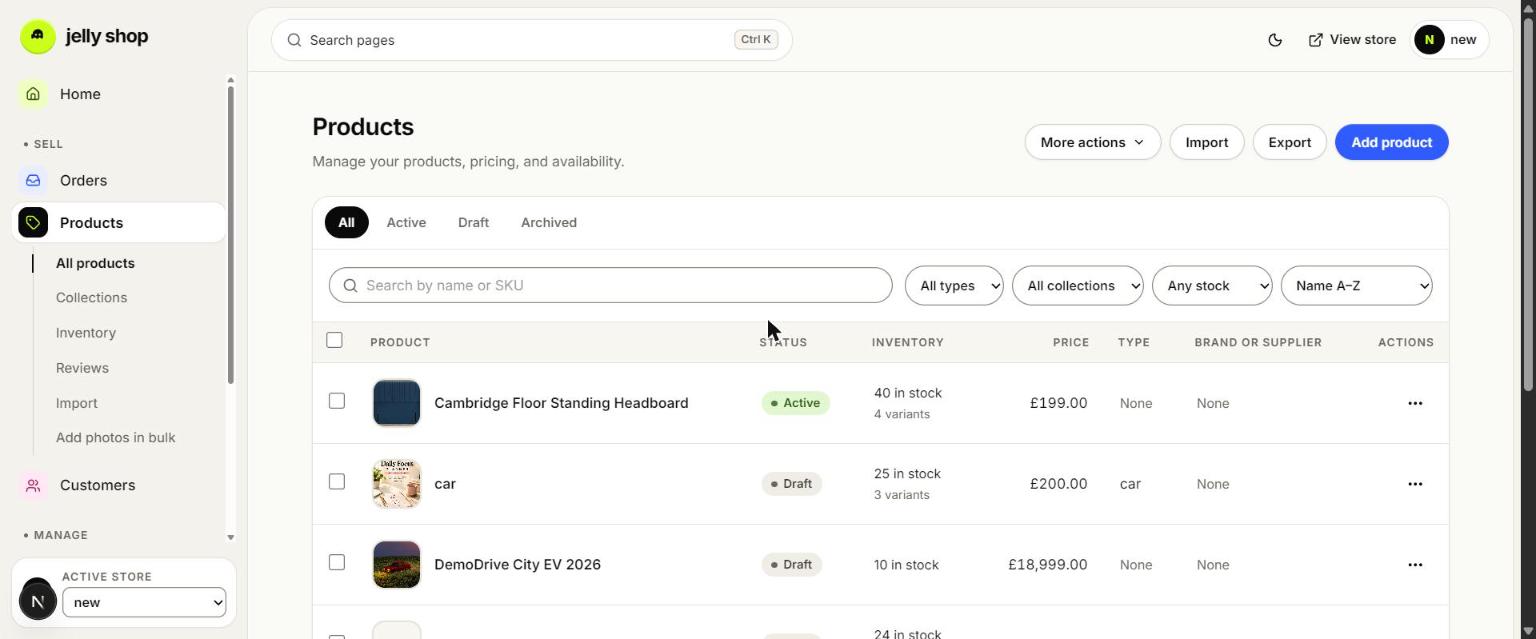 jelly shop
Search pages
Ctrl K
View store
N
new
Home
SELL
Orders
Products
All products
Collections
Inventory
Reviews
Import
Add photos in bulk
Customers
MANAGE
ACTIVE STORE
N
new
Products
Manage your products, pricing, and availability.
More actions
Import
Export
Add product
All
Active
Draft
Archived
Search by name or SKU
All types
All collections
Any stock
Name A–Z
PRODUCT
STATUS
INVENTORY
PRICE
TYPE
BRAND OR SUPPLIER
ACTIONS
Cambridge Floor Standing Headboard
Active
40 in stock
4 variants
£199.00
None
None
Daily Focus
car
Draft
25 in stock
3 variants
£200.00
car
None
DemoDrive City EV 2026
Draft
10 in stock
£18,999.00
None
None
24 in stock